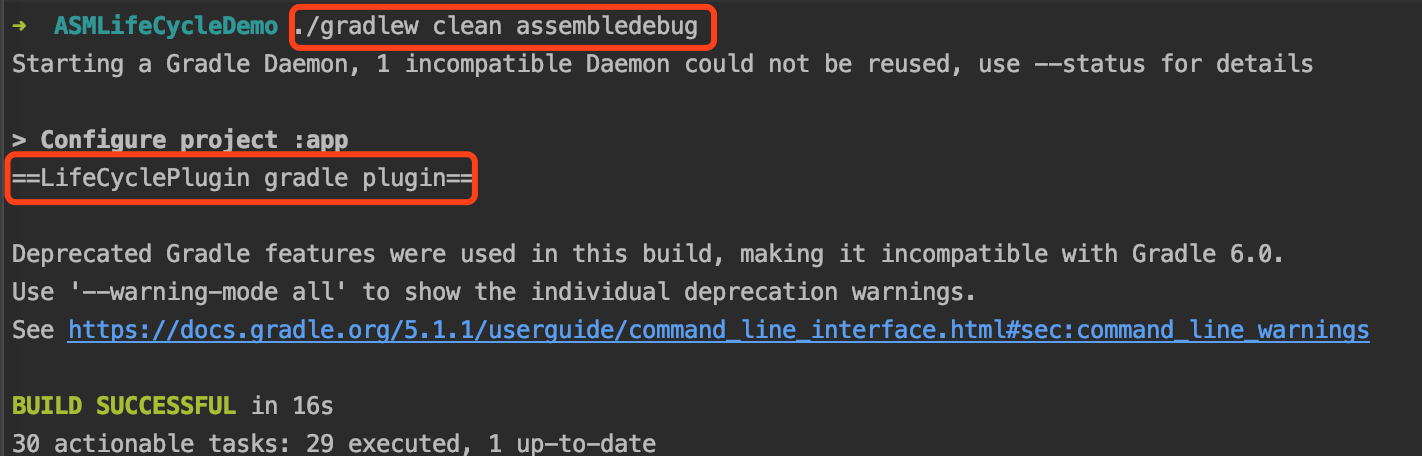 → ASMLifeCycleDemo ./gradlew clean assembledebug
Starting a Gradle Daemon, 1 incompatible Daemon could not be reused, use --status for details
> Configure project :app
==LifeCyclePlugin gradle plugin==
Deprecated Gradle features were used in this build, making it incompatible with Gradle 6.0.
Use '--warning-mode all' to show the individual deprecation warnings.
See https://docs.gradle.org/5.1.1/userguide/command_line_interface.html#sec:command_line_warnings
BUILD SUCCESSFUL in 16s
30 actionable tasks: 29 executed, 1 up-to-date